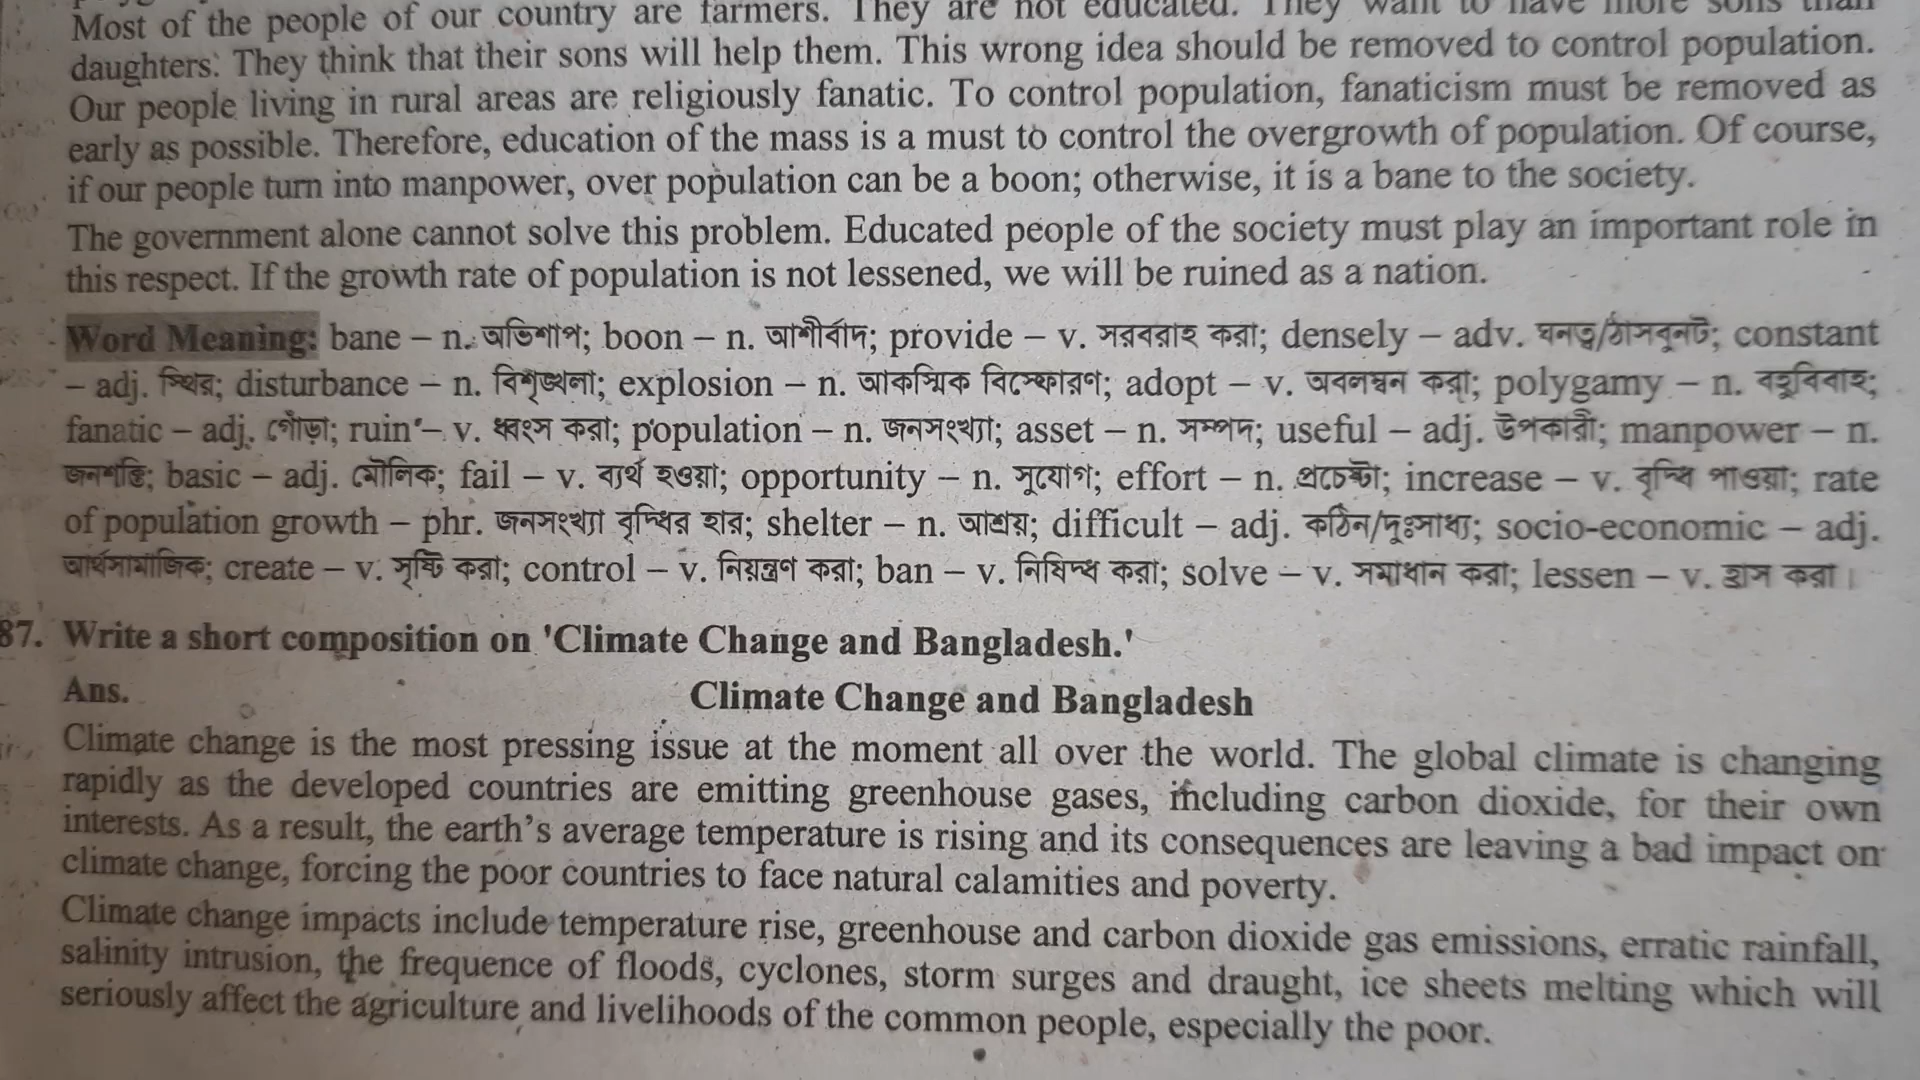 Most of the people of our country are farmers. They are not educated. They want to have more sons than
daughters. They think that their sons will help them. This wrong idea should be removed to control population.
Our people living in rural areas are religiously fanatic. To control population, fanaticism must be removed as
early as possible. Therefore, education of the mass is a must to control the overgrowth of population. Of course,
if our people turn into manpower, over population can be a boon; otherwise, it is a bane to the society.
The government alone cannot solve this problem. Educated people of the society must play an important role in
this respect. If the growth rate of population is not lessened, we will be ruined as a nation.
Word Meaning: bane – n. অভিশাপ; boon – n. আশীর্বাদ; provide – v. সরবরাহ করা; densely – adv. ঘনত্ব/ঠাসবুনট; constant
– adj. স্থির; disturbance – n. বিশৃঙ্খলা; explosion – n. আকস্মিক বিস্ফোরণ; adopt – v. অবলম্বন করা; polygamy – n. বহুবিবাহ;
fanatic – adj. গোঁড়া; ruin – v. ধ্বংস করা; population – n. জনসংখ্যা; asset – n. সম্পদ; useful – adj. উপকারী; manpower – n.
জনশক্তি; basic – adj. মৌলিক; fail – v. ব্যর্থ হওয়া; opportunity – n. সুযোগ; effort – n. প্রচেষ্টা; increase – v. বৃদ্ধি পাওয়া; rate
of population growth – phr. জনসংখ্যা বৃদ্ধির হার; shelter – n. আশ্রয়; difficult – adj. কঠিন/দুঃসাধ্য; socio-economic – adj.
আর্থসামাজিক; create – v. সৃষ্টি করা; control – v. নিয়ন্ত্রণ করা; ban – v. নিষিদ্ধ করা; solve – v. সমাধান করা; lessen – v. হ্রাস করা।
87. Write a short composition on 'Climate Change and Bangladesh.'
Ans.
Climate Change and Bangladesh
Climate change is the most pressing issue at the moment all over the world. The global climate is changing
rapidly as the developed countries are emitting greenhouse gases, including carbon dioxide, for their own
interests. As a result, the earth's average temperature is rising and its consequences are leaving a bad impact on
climate change, forcing the poor countries to face natural calamities and poverty.
Climate change impacts include temperature rise, greenhouse and carbon dioxide gas emissions, erratic rainfall,
salinity intrusion, the frequence of floods, cyclones, storm surges and draught, ice sheets melting which will
seriously affect the agriculture and livelihoods of the common people, especially the poor.